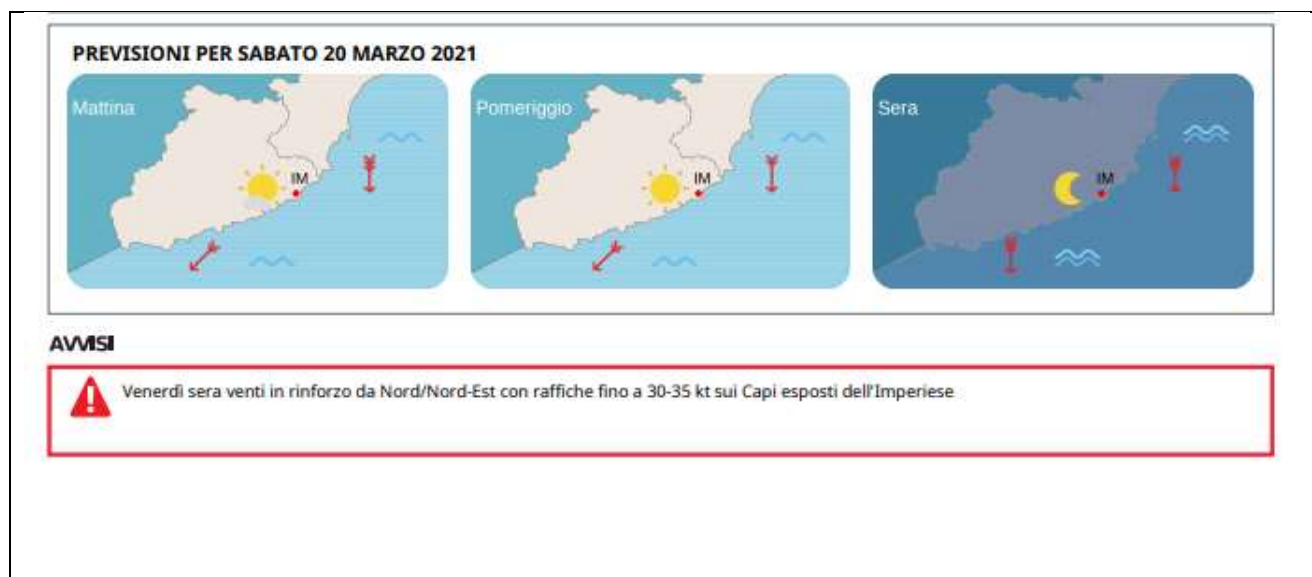 PREVISIONI PER SABATO 20 MARZO 2021
Mattina
IM
Pomeriggio
IM
Sera
IM
AVVISI
Venerdì sera venti in rinforzo da Nord/Nord-Est con raffiche fino a 30-35 kt sui Capi esposti dell'Imperiese